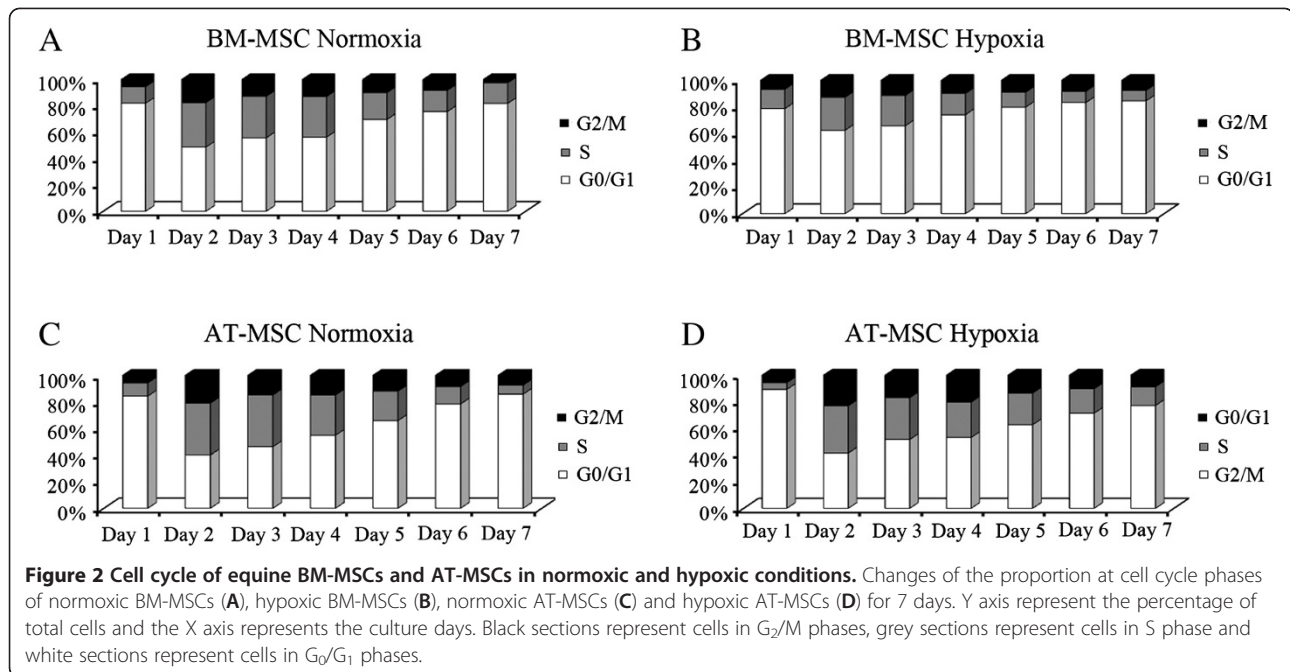 A
BM-MSC Normoxia
100%
80%
60%
40%
20%
0%
Day 1 Day 2 Day 3 Day 4 Day 5 Day 6 Day 7
G2/M
S
G0/G1
B
BM-MSC Hypoxia
100%
80%
60%
40%
20%
0%
Day 1 Day 2 Day 3 Day 4 Day 5 Day 6 Day 7
G2/M
S
G0/G1
C
AT-MSC Normoxia
100%
80%
60%
40%
20%
0%
Day 1 Day 2 Day 3 Day 4 Day 5 Day 6 Day 7
G2/M
S
G0/G1
D
AT-MSC Hypoxia
100%
80%
60%
40%
20%
0%
Day 1 Day 2 Day 3 Day 4 Day 5 Day 6 Day 7
G0/G1
S
G2/M
Figure 2 Cell cycle of equine BM-MSCs and AT-MSCs in normoxic and hypoxic conditions. Changes of the proportion at cell cycle phases
of normoxic BM-MSCs (A), hypoxic BM-MSCs (B), normoxic AT-MSCs (C) and hypoxic AT-MSCs (D) for 7 days. Y axis represent the percentage of
total cells and the X axis represents the culture days. Black sections represent cells in G₂/M phases, grey sections represent cells in S phase and
white sections represent cells in G₀/G₁ phases.